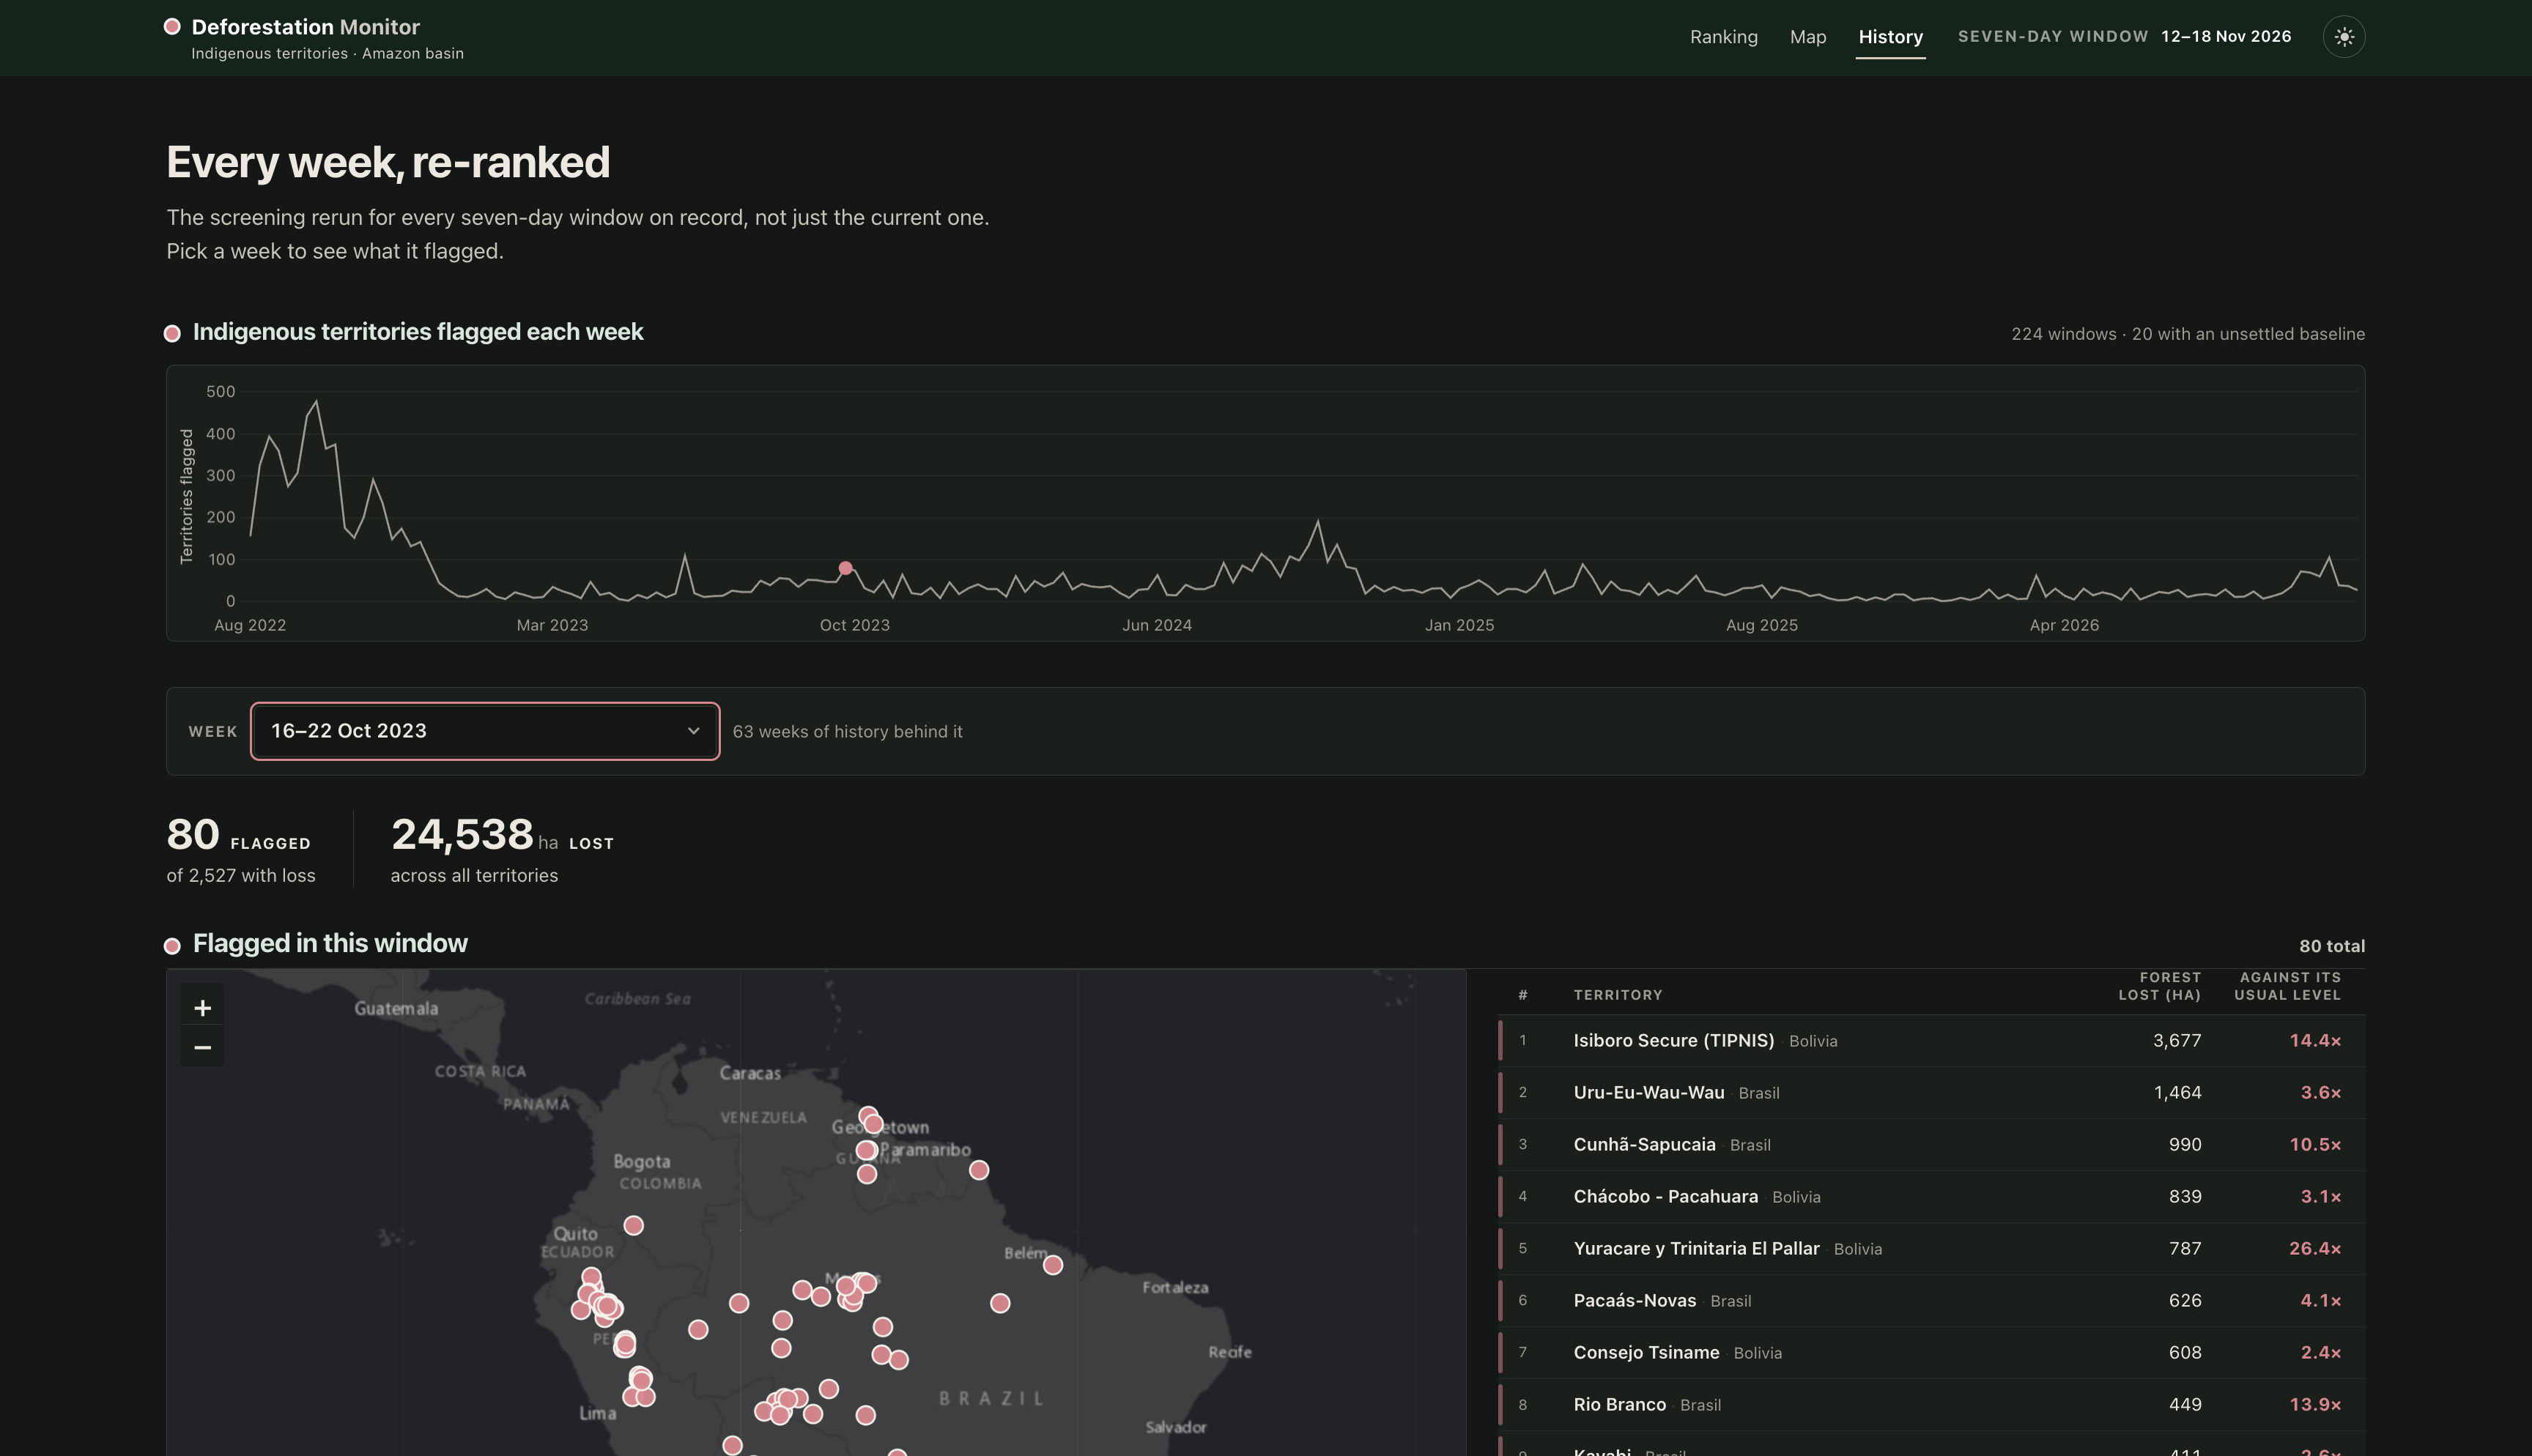 Deforestation Monitor
Indigenous territories · Amazon basin
Ranking
Map
History
SEVEN-DAY WINDOW 12–18 Nov 2026
Every week, re-ranked
The screening rerun for every seven-day window on record, not just the current one.
Pick a week to see what it flagged.
Indigenous territories flagged each week
224 windows · 20 with an unsettled baseline
Territories flagged
500
400
300
200
100
0
Aug 2022
Mar 2023
Oct 2023
Jun 2024
Jan 2025
Aug 2025
Apr 2026
WEEK
16–22 Oct 2023
63 weeks of history behind it
80 FLAGGED
of 2,527 with loss
24,538 ha LOST
across all territories
Flagged in this window
80 total
+
−
Guatemala
Caribbean Sea
COSTA RICA
PANAMÁ
Caracas
VENEZUELA
Paramaribo
Bogota
COLOMBIA
Quito
ECUADOR
Belém
Fortaleza
Recife
BRAZIL
Lima
Salvador
# TERRITORY FOREST LOST (HA) AGAINST ITS USUAL LEVEL
1 Isiboro Secure (TIPNIS) · Bolivia 3,677 14.4×
2 Uru-Eu-Wau-Wau · Brasil 1,464 3.6×
3 Cunhã-Sapucaia · Brasil 990 10.5×
4 Chácobo - Pacahuara · Bolivia 839 3.1×
5 Yuracare y Trinitaria El Pallar · Bolivia 787 26.4×
6 Pacaás-Novas · Brasil 626 4.1×
7 Consejo Tsiname · Bolivia 608 2.4×
8 Rio Branco · Brasil 449 13.9×